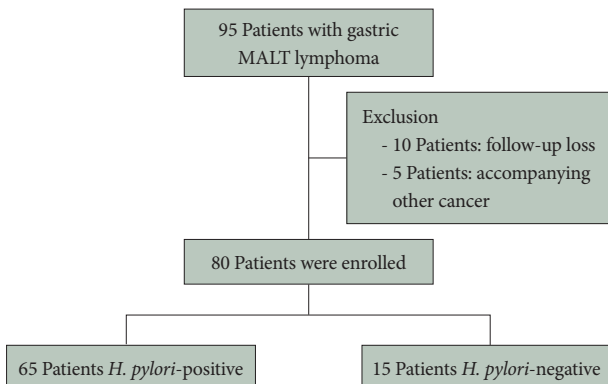 95 Patients with gastric
MALT lymphoma
Exclusion
- 10 Patients: follow-up loss
- 5 Patients: accompanying
other cancer
80 Patients were enrolled
65 Patients H. pylori-positive
15 Patients H. pylori-negative